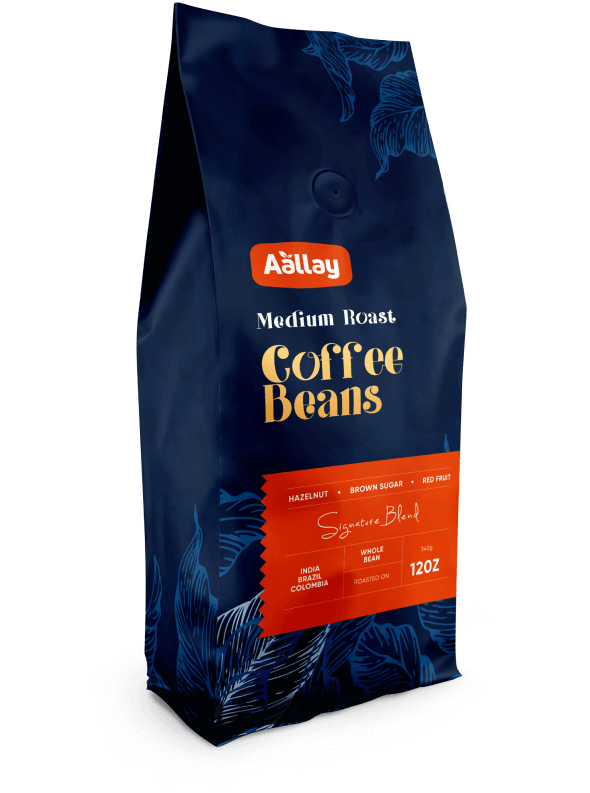 Aallay
Medium Roast
Coffee
Beans
HAZELNUT • BROWN SUGAR • RED FRUIT
Signature Blend
INDIA
BRAZIL
COLOMBIA
WHOLE
BEAN
ROASTED ON
340g
12OZ